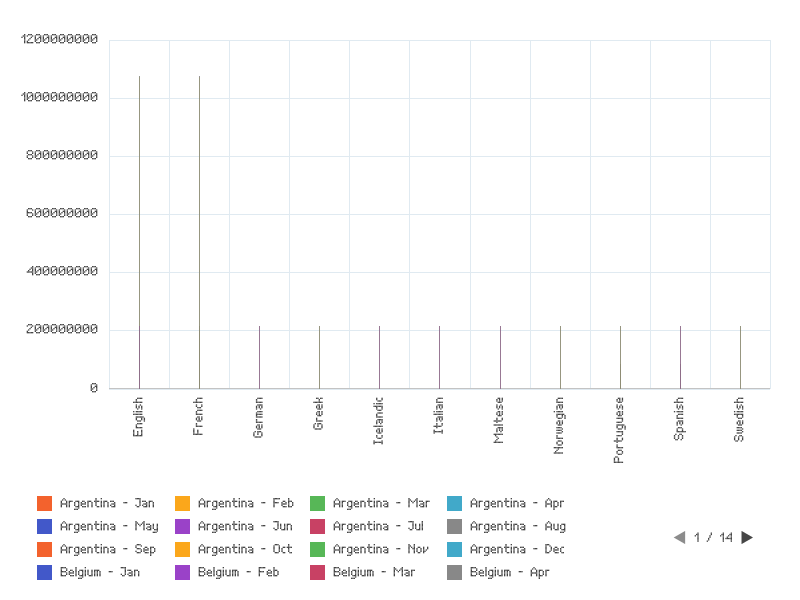 1200000000
1000000000
800000000
600000000
400000000
200000000
0
English French German Greek Icelandic Italian Maltese Norwegian Portuguese Spanish Swedish
Argentina - Jan Argentina - Feb Argentina - Mar Argentina - Apr
Argentina - May Argentina - Jun Argentina - Jul Argentina - Aug
Argentina - Sep Argentina - Oct Argentina - Nov Argentina - Dec
Belgium - Jan Belgium - Feb Belgium - Mar Belgium - Apr
1 / 14